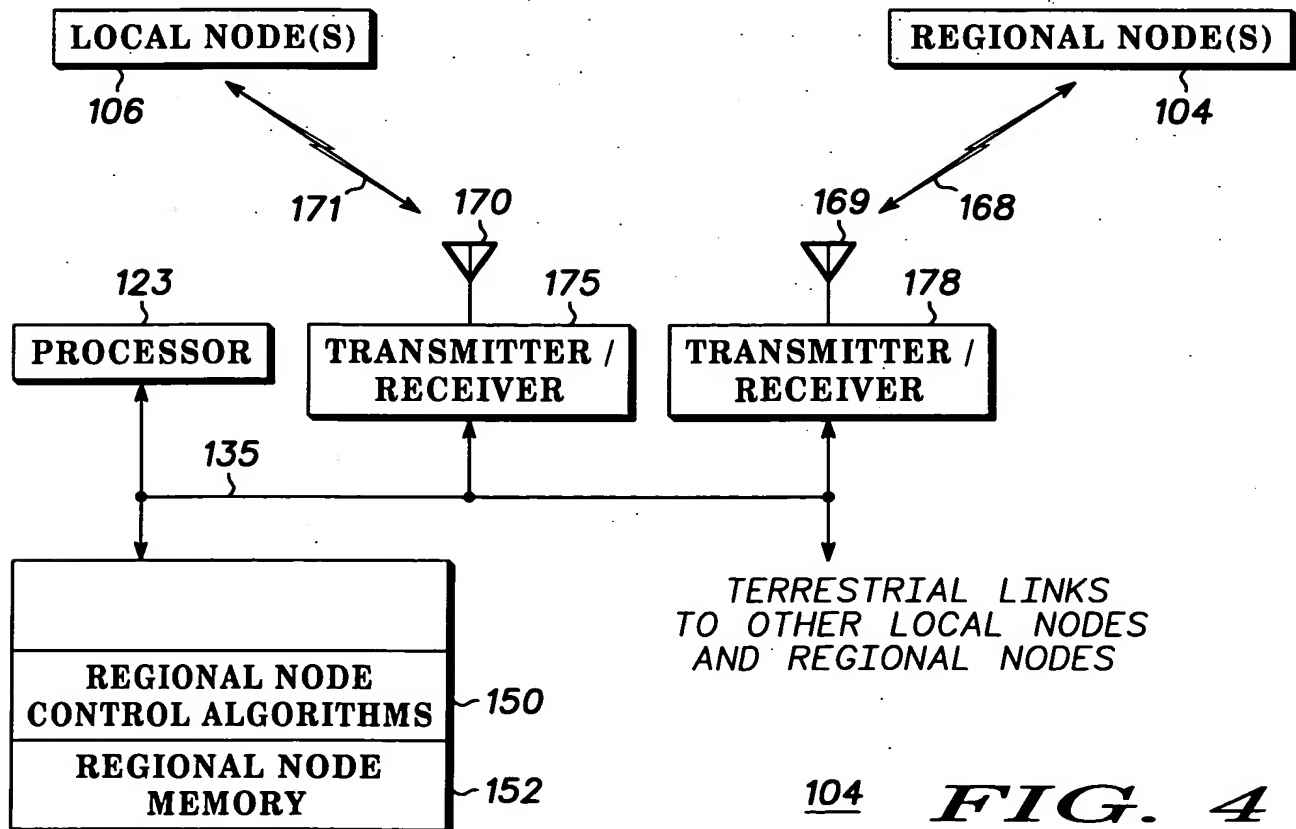 LOCAL NODE(S)
REGIONAL NODE(S)
106
104
171
170
169
168
123
175
178
PROCESSOR
TRANSMITTER /
RECEIVER
TRANSMITTER /
RECEIVER
135
TERRESTRIAL LINKS
TO OTHER LOCAL NODES
AND REGIONAL NODES
REGIONAL NODE
CONTROL ALGORITHMS
150
REGIONAL NODE
MEMORY
152
104 FIG. 4